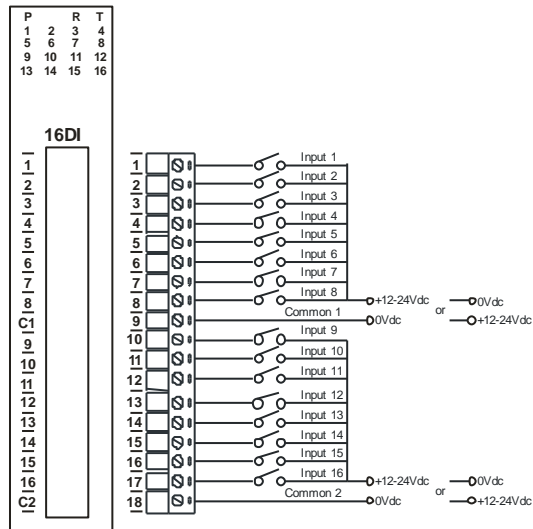 P R T
1 2 3 4
5 6 7 8
9 10 11 12
13 14 15 16
16DI
1 1 Input 1
2 2 Input 2
3 3 Input 3
4 4 Input 4
5 5 Input 5
6 6 Input 6
7 7 Input 7
8 8 Input 8 +12-24Vdc or 0Vdc
C1 9 Common 1 0Vdc +12-24Vdc
9 10 Input 9
10 11 Input 10
11 12 Input 11
12 13 Input 12
13 14 Input 13
14 15 Input 14
15 16 Input 15
16 17 Input 16 +12-24Vdc or 0Vdc
C2 18 Common 2 0Vdc +12-24Vdc